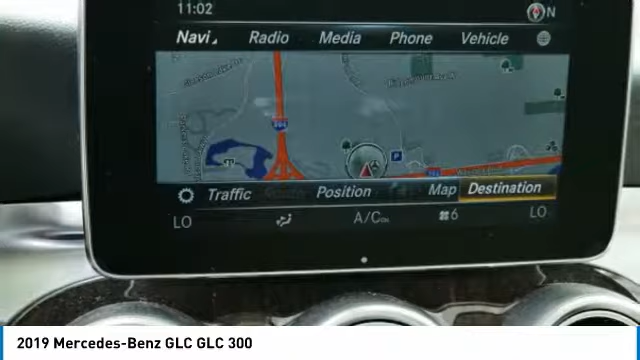 11:02
N
Navi Radio Media Phone Vehicle
Traffic Position Map Destination
LO A/C 6 LO
2019 Mercedes-Benz GLC GLC 300